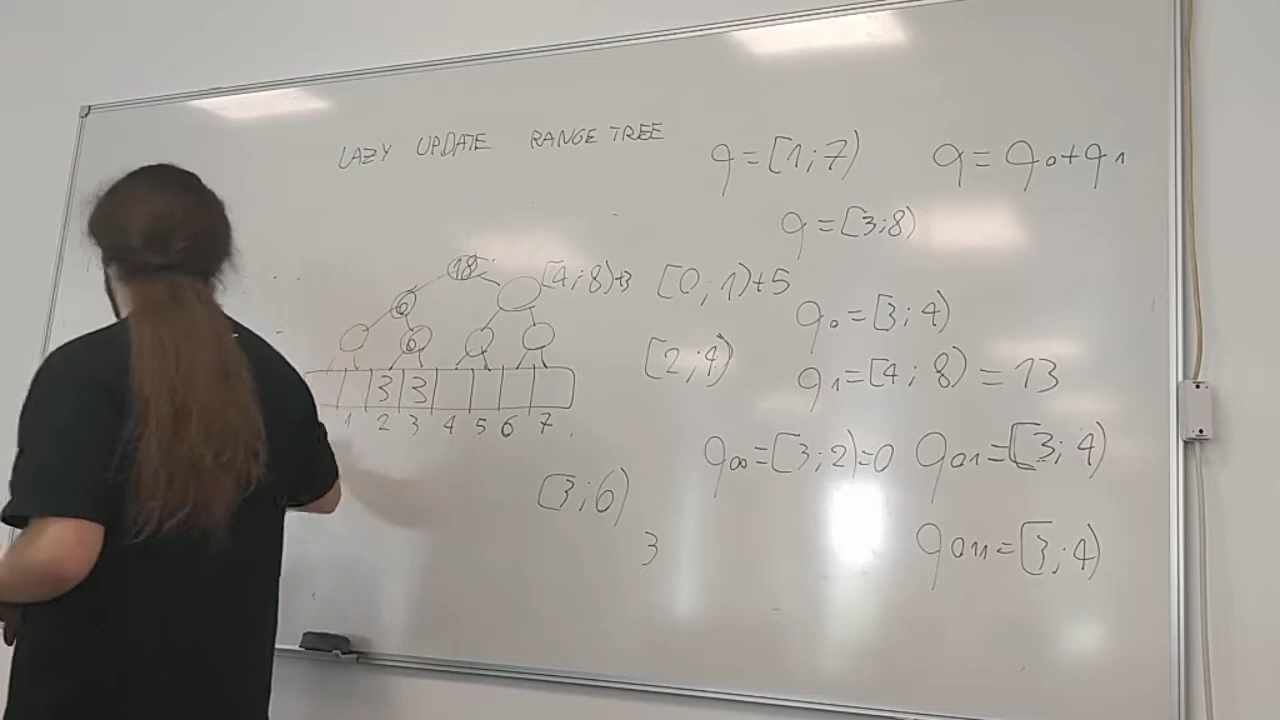 LAZY UPDATE RANGE TREE
q = [1;7)
q = q0+q1
q = [3;8)
18
[4;8)+3
[0;1)+5
6
q0 = [3;4)
6
[2;4)
q1 = [4;8) = 13
3 3
1 2 3 4 5 6 7
q00 = [3;2) = 0
q01 = [3;4)
[3;6)
3
q011 = [3;4)